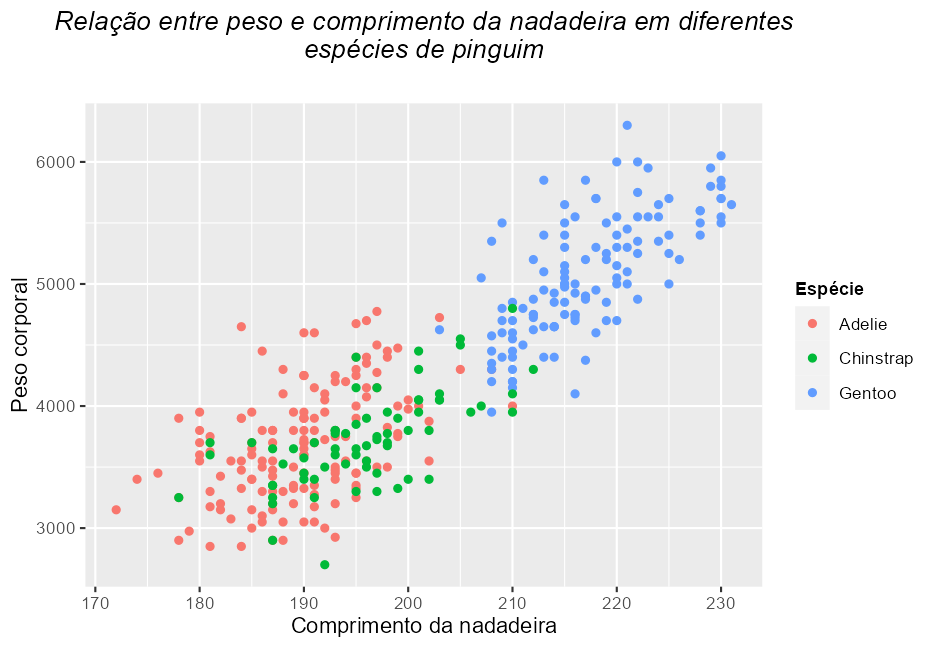 Relação entre peso e comprimento da nadadeira em diferentes
espécies de pinguim
6000
5000
4000
3000
Peso corporal
170 180 190 200 210 220 230
Comprimento da nadadeira
Espécie
Adelie
Chinstrap
Gentoo